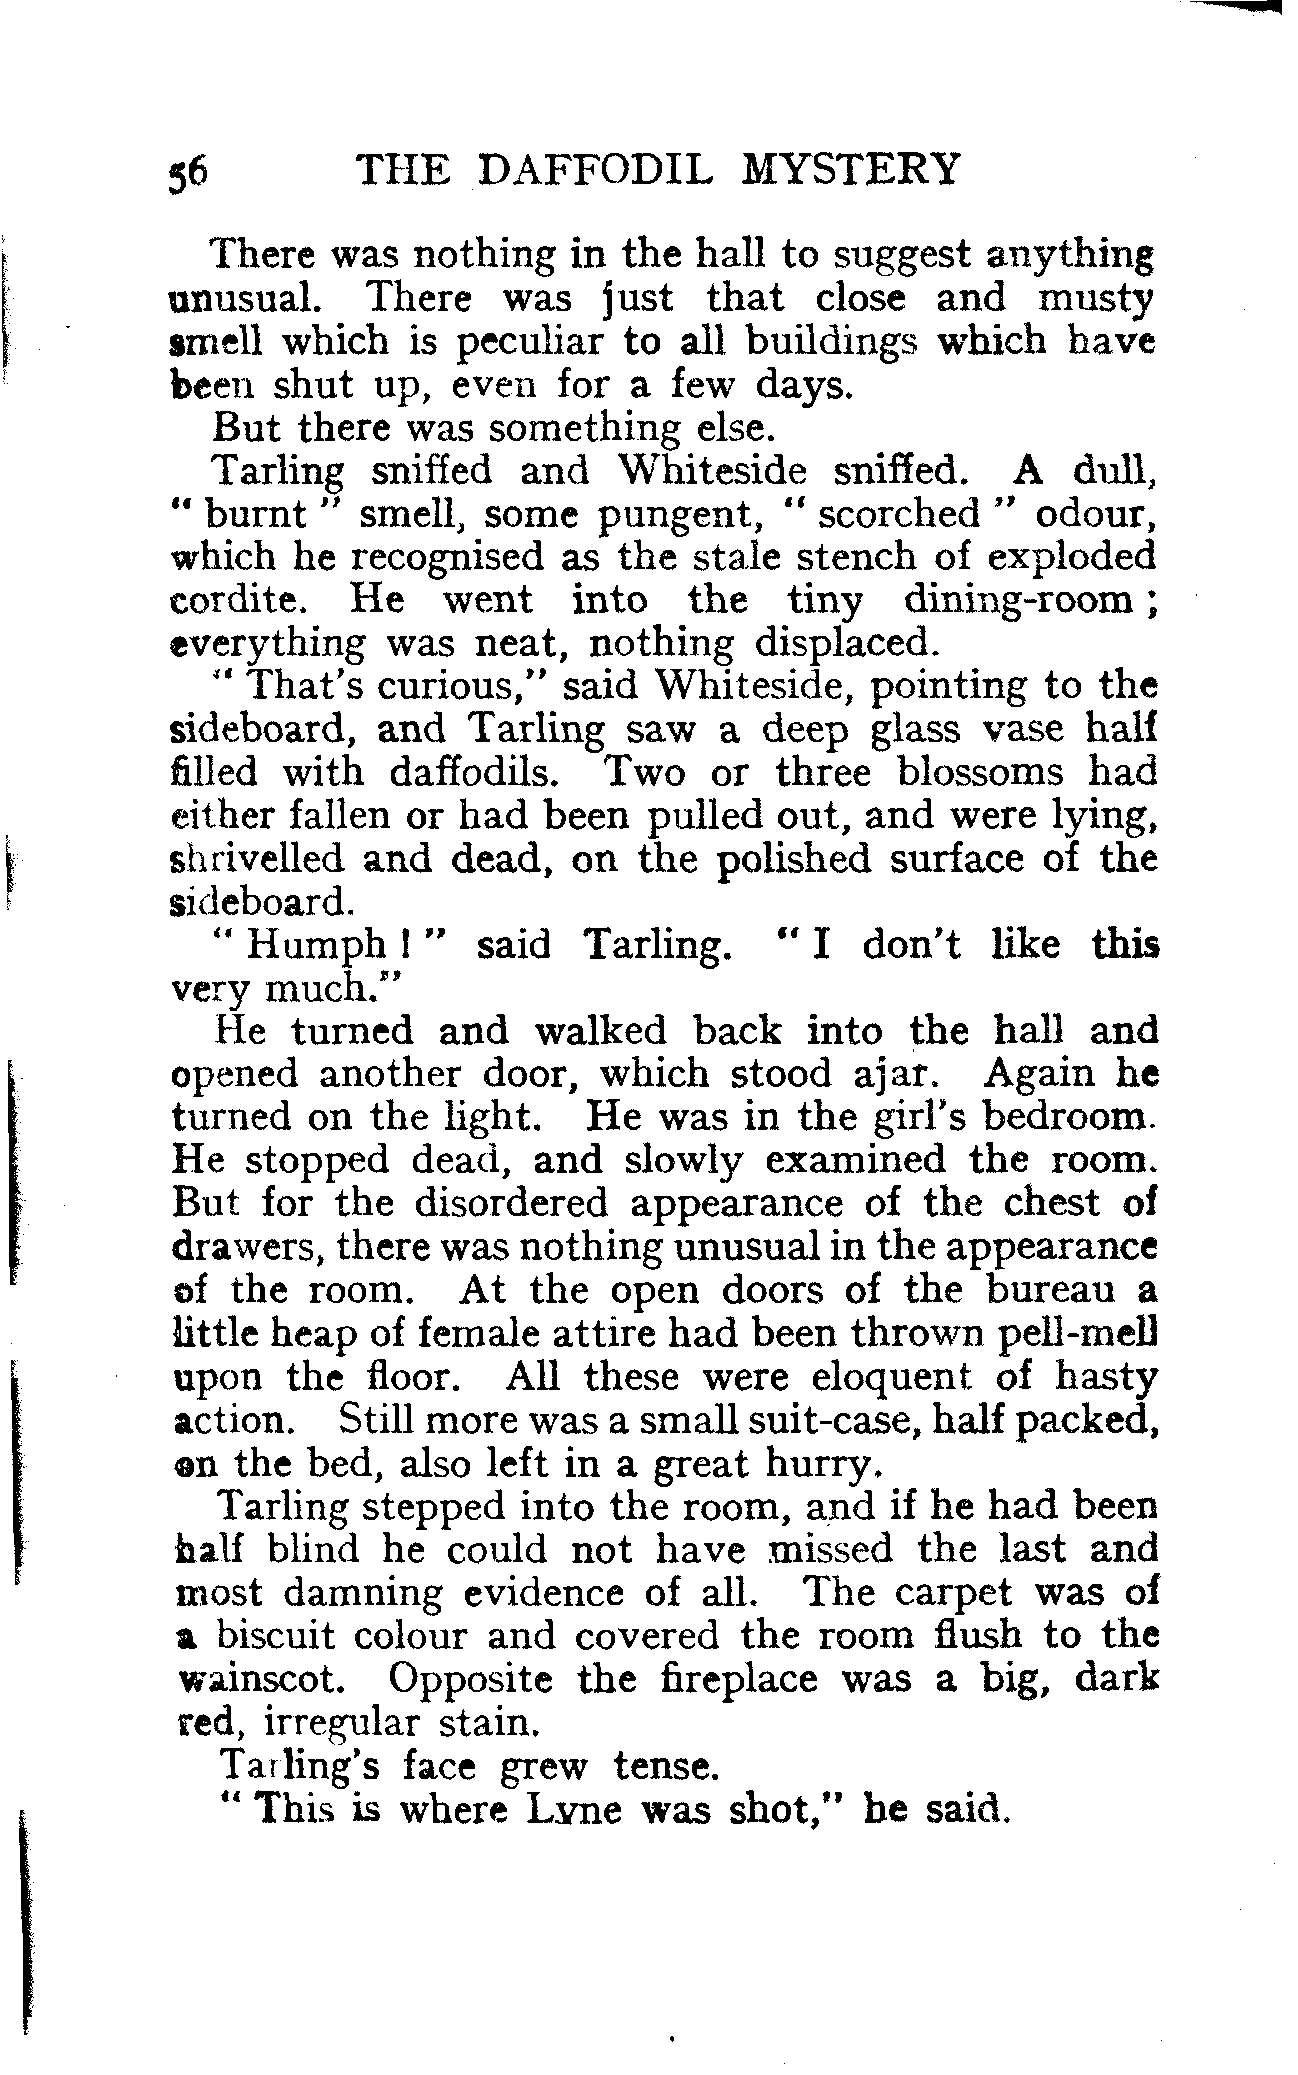 56 THE DAFFODIL MYSTERY
There was nothing in the hall to suggest anything
unusual. There was just that close and musty
smell which is peculiar to all buildings which have
been shut up, even for a few days.
But there was something else.
Tarling sniffed and Whiteside sniffed. A dull,
" burnt " smell, some pungent, " scorched " odour,
which he recognised as the stale stench of exploded
cordite. He went into the tiny dining-room ;
everything was neat, nothing displaced.
" That's curious," said Whiteside, pointing to the
sideboard, and Tarling saw a deep glass vase half
filled with daffodils. Two or three blossoms had
either fallen or had been pulled out, and were lying,
shrivelled and dead, on the polished surface of the
sideboard.
" Humph ! " said Tarling. " I don't like this
very much."
He turned and walked back into the hall and
opened another door, which stood ajar. Again he
turned on the light. He was in the girl's bedroom.
He stopped dead, and slowly examined the room.
But for the disordered appearance of the chest of
drawers, there was nothing unusual in the appearance
of the room. At the open doors of the bureau a
little heap of female attire had been thrown pell-mell
upon the floor. All these were eloquent of hasty
action. Still more was a small suit-case, half packed,
on the bed, also left in a great hurry.
Tarling stepped into the room, and if he had been
half blind he could not have missed the last and
most damning evidence of all. The carpet was of
a biscuit colour and covered the room flush to the
wainscot. Opposite the fireplace was a big, dark
red, irregular stain.
Tarling's face grew tense.
" This is where Lyne was shot," he said.